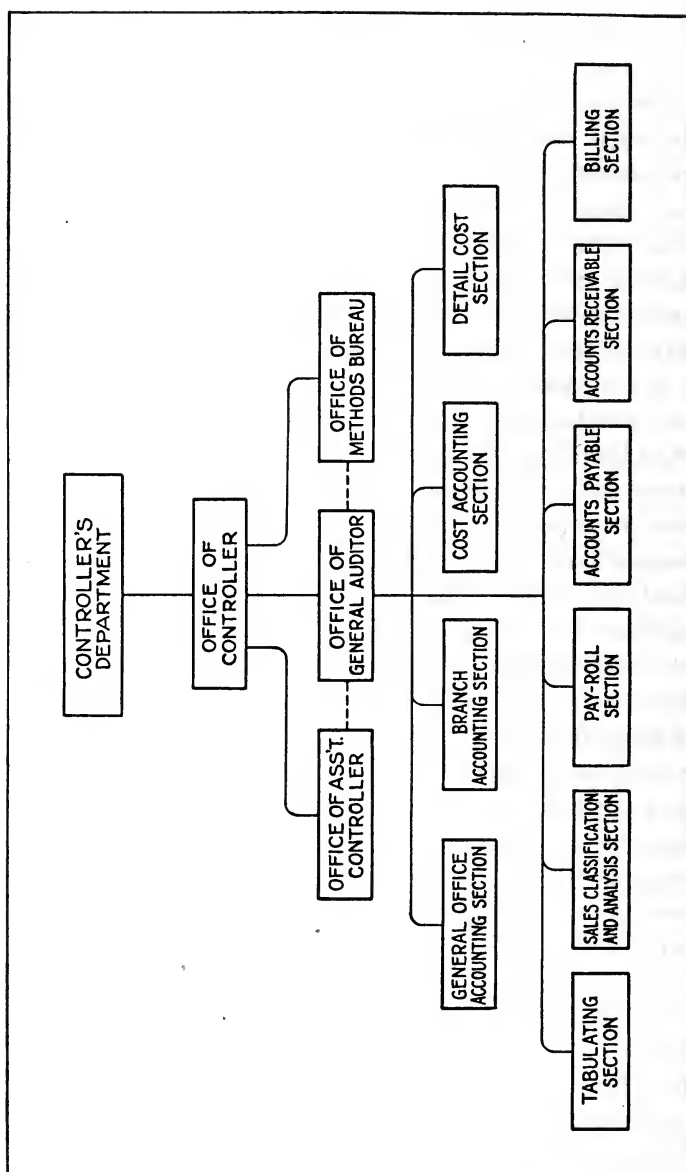 CONTROLLER'S
DEPARTMENT
OFFICE OF
CONTROLLER
OFFICE OF ASS'T.
CONTROLLER
OFFICE OF
GENERAL AUDITOR
OFFICE OF
METHODS BUREAU
GENERAL OFFICE
ACCOUNTING SECTION
BRANCH
ACCOUNTING SECTION
COST ACCOUNTING
SECTION
DETAIL COST
SECTION
TABULATING
SECTION
SALES CLASSIFICATION
AND ANALYSIS SECTION
PAY-ROLL
SECTION
ACCOUNTS PAYABLE
SECTION
ACCOUNTS RECEIVABLE
SECTION
BILLING
SECTION